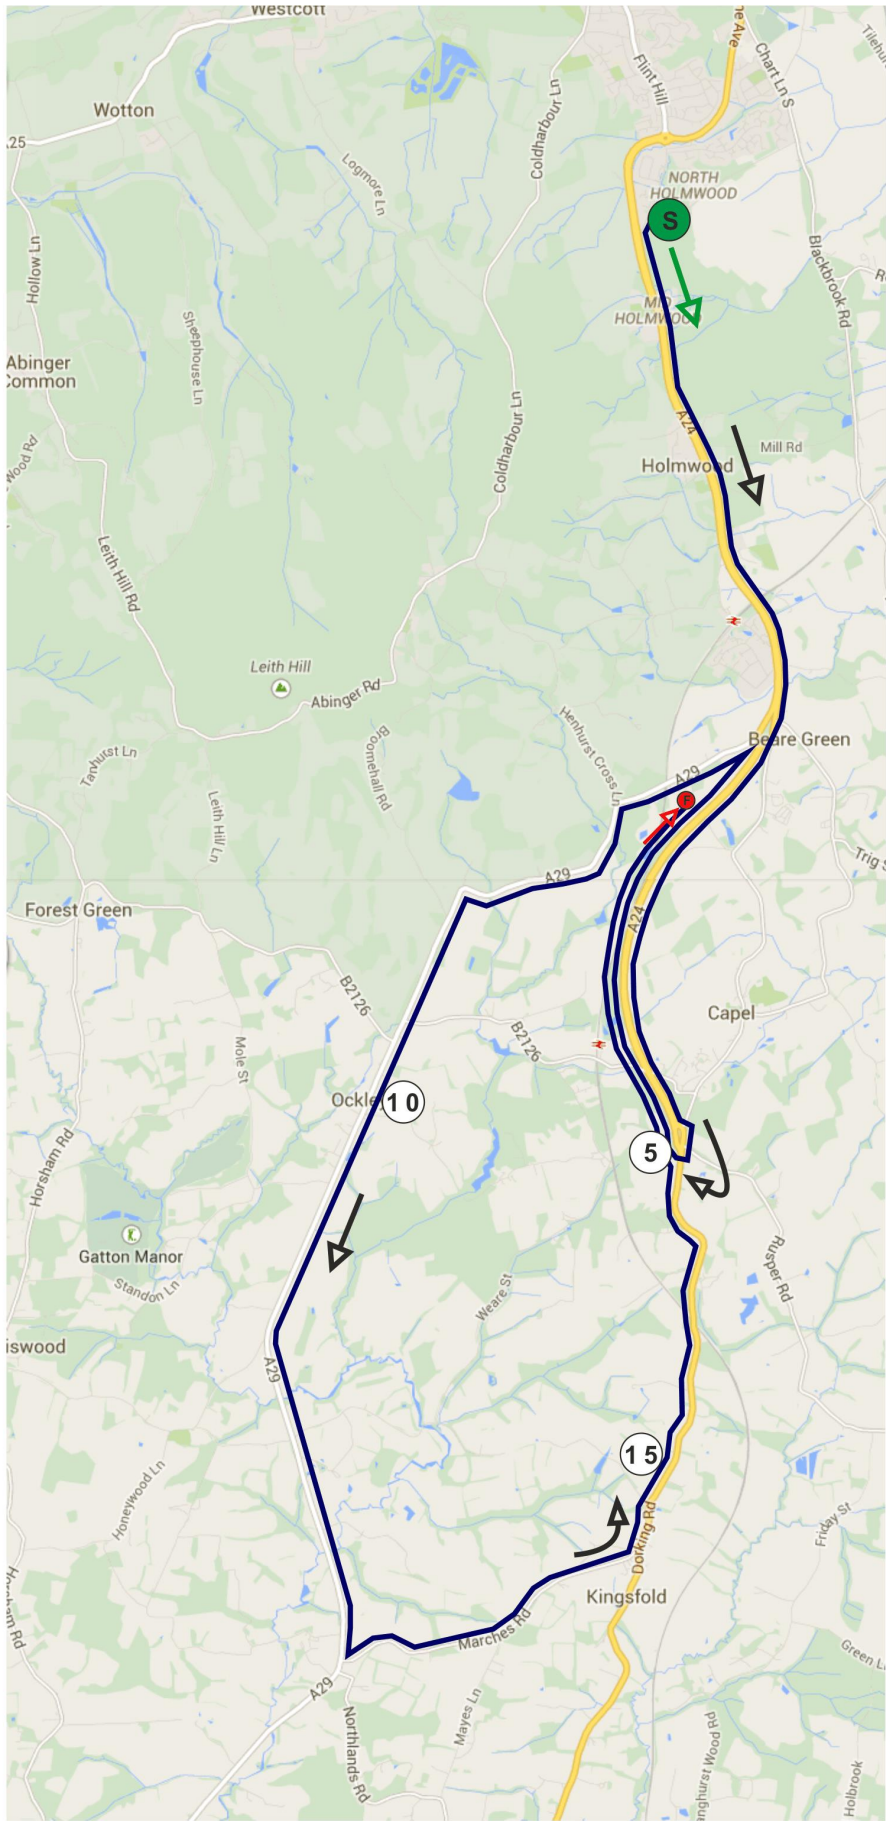 Westcott
ne Ave
Flint Hill
Chart Ln S
Wotton
.25
Coldharbour Ln
Logmore Ln
NORTH
HOLMWOOD
S
Hollow Ln
Blackbrook Rd
MID
HOLMWOOD
Sheephouse Ln
Abinger
Common
A24
Coldharbour Ln
Mill Rd
Holmwood
Wood Rd
Leith Hill Rd
Leith Hill
Abinger Rd
Henhurst Cross Ln
Beare Green
Tanhurst Ln
Broomehall Rd
A29
F
Leith Hill Ln
Trig S
A29
Forest Green
A24
B2126
Capel
B2126
Mole St
Ockle
10
Horsham Rd
5
Gatton Manor
Standon Ln
Weare St
Rusper Rd
iswood
A29
15
Honeywood Ln
Friday St
Dorking Rd
Horsham Rd
Kingsfold
Marches Rd
Green L
A29
Mayes Ln
Northlands Rd
anghurst Wood Rd
Holbrook